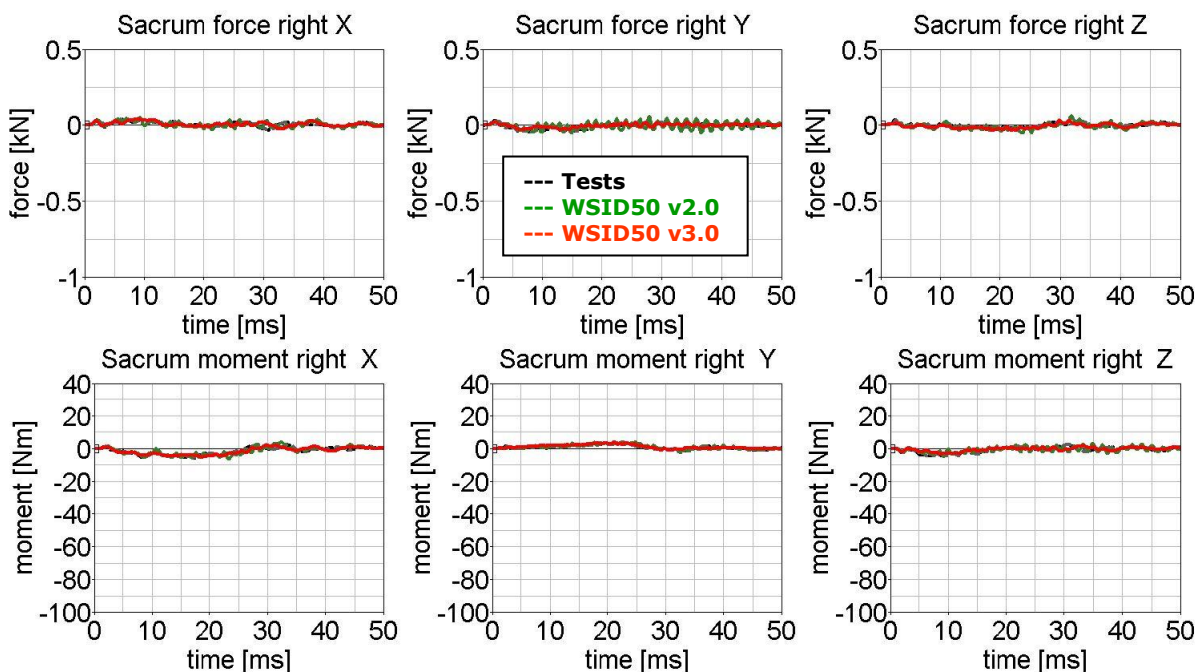 Sacrum force right X
Sacrum force right Y
Sacrum force right Z
force [kN]
0.5
0
-0.5
-1
0 10 20 30 40 50
time [ms]
force [kN]
0.5
0
-0.5
-1
0 10 20 30 40 50
time [ms]
force [kN]
0.5
0
-0.5
-1
0 10 20 30 40 50
time [ms]
--- Tests
--- WSID50 v2.0
--- WSID50 v3.0
Sacrum moment right X
Sacrum moment right Y
Sacrum moment right Z
moment [Nm]
40
20
0
-20
-40
-60
-80
-100
0 10 20 30 40 50
time [ms]
moment [Nm]
40
20
0
-20
-40
-60
-80
-100
0 10 20 30 40 50
time [ms]
moment [Nm]
40
20
0
-20
-40
-60
-80
-100
0 10 20 30 40 50
time [ms]